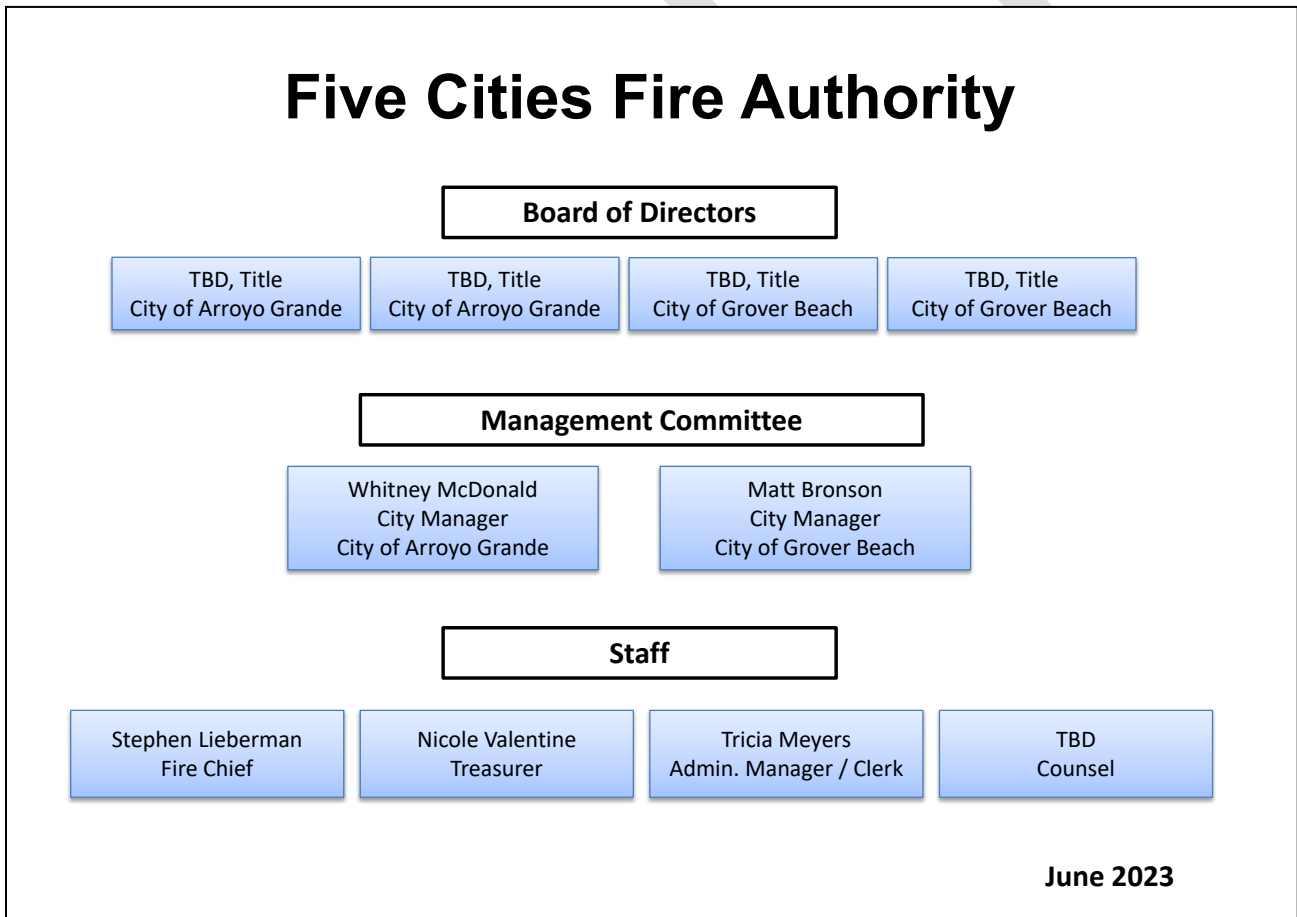 Five Cities Fire Authority
Board of Directors
TBD, Title
City of Arroyo Grande
TBD, Title
City of Arroyo Grande
TBD, Title
City of Grover Beach
TBD, Title
City of Grover Beach
Management Committee
Whitney McDonald
City Manager
City of Arroyo Grande
Matt Bronson
City Manager
City of Grover Beach
Staff
Stephen Lieberman
Fire Chief
Nicole Valentine
Treasurer
Tricia Meyers
Admin. Manager / Clerk
TBD
Counsel
June 2023